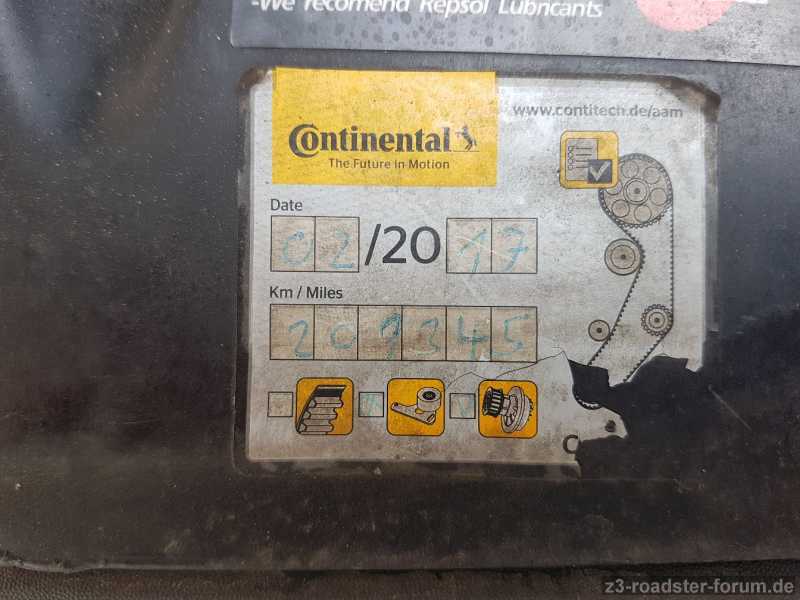 -We recomend Repsol Lubricants
www.contitech.de/aam
Continental
The Future in Motion
Date
02/2017
Km / Miles
209345
C
z3-roadster-forum.de